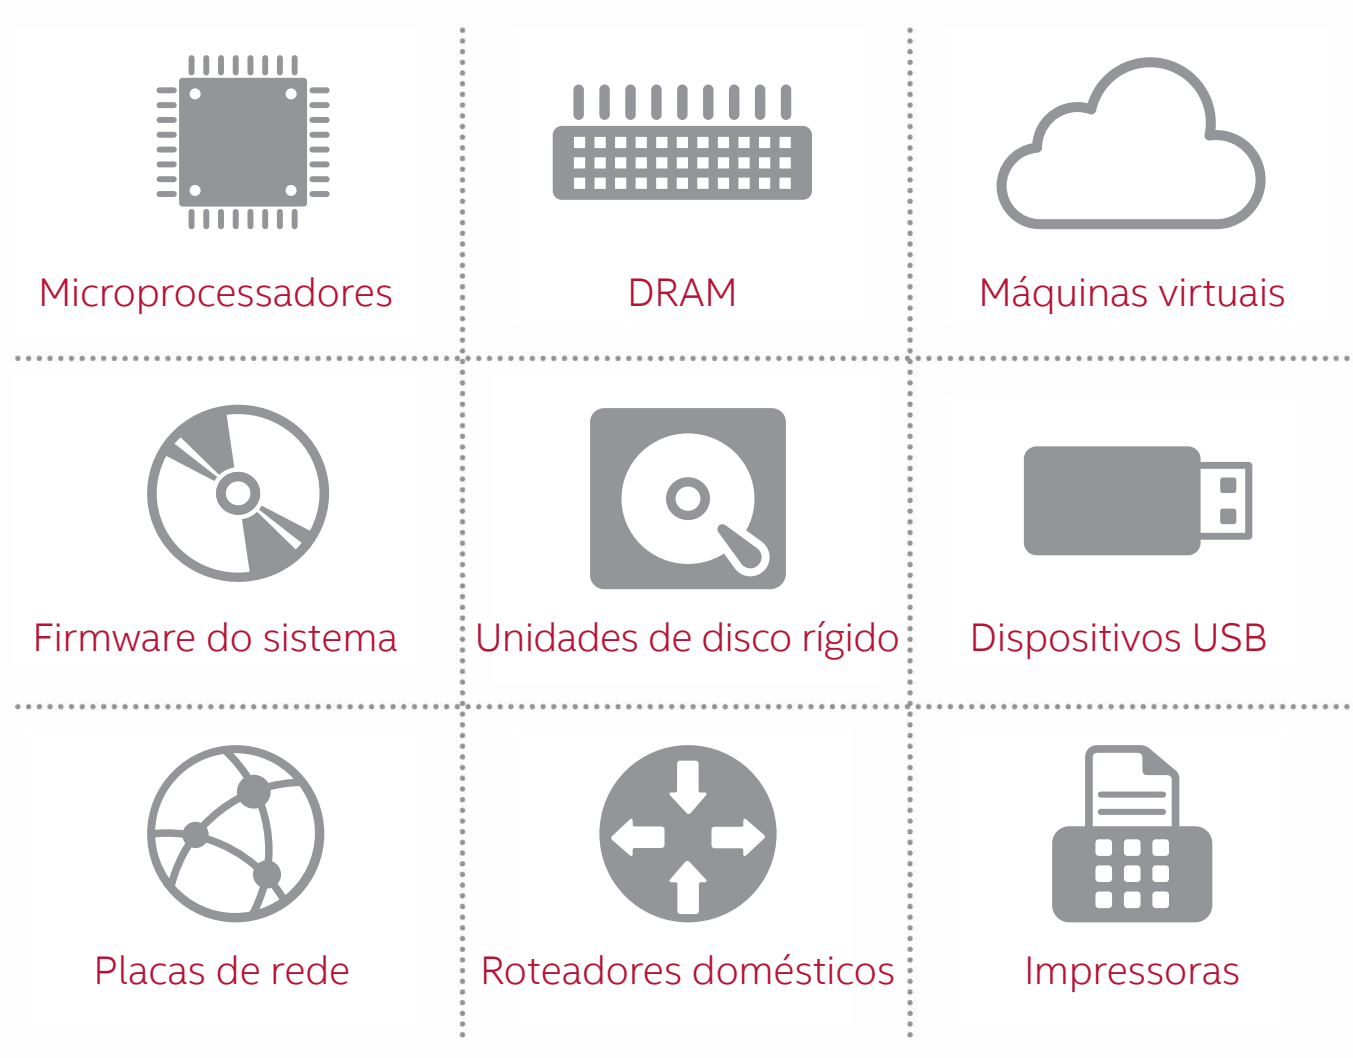 Microprocessadores
DRAM
Máquinas virtuais
Firmware do sistema
Unidades de disco rígido
Dispositivos USB
Placas de rede
Roteadores domésticos
Impressoras